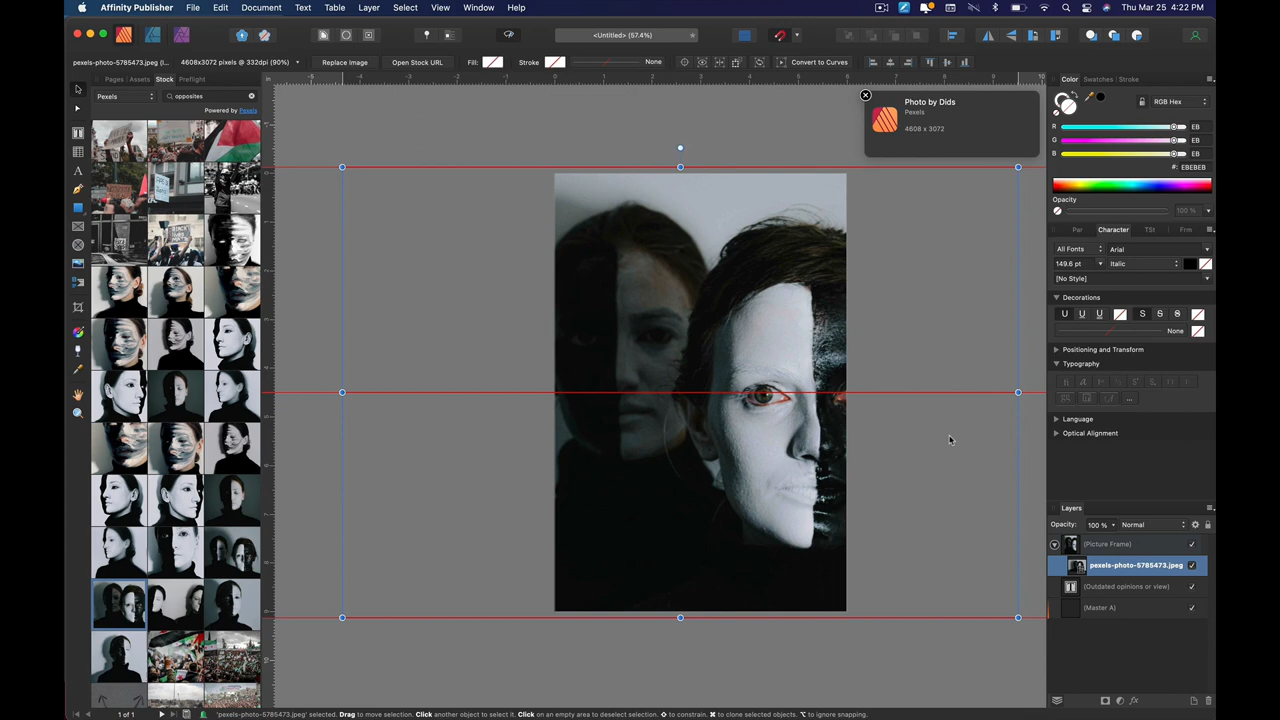 Affinity Publisher File Edit Document Text Table Layer Select View Window Help Thu Mar 25 4:22 PM
<Untitled> (57.4%)
pexels-photo-5785473.jpeg (I... 4608x3072 pixels @ 332dpi (90%) Replace Image Open Stock URL Fill: Stroke None Convert to Curves
Pages Assets Stock Preflight
Pexels opposites
Powered by Pexels
Photo by Dids
Pexels
4608 x 3072
Color Swatches Stroke
RGB Hex
R EB
G EB
B EB
#: EBEBEB
Opacity
100 %
Par Character TSt Frm
All Fonts Arial
149.6 pt Italic
[No Style]
Decorations
U U U S S S
None
Positioning and Transform
Typography
Language
Optical Alignment
Layers
Opacity: 100 % Normal
(Picture Frame)
pexels-photo-5785473.jpeg
(Outdated opinions or view)
(Master A)
1 of 1 'pexels-photo-5785473.jpeg' selected. Drag to move selection. Click another object to select it. Click on an empty area to deselect selection. ⇧ to constrain. ⌘ to clone selected objects. ⌥ to ignore snapping.